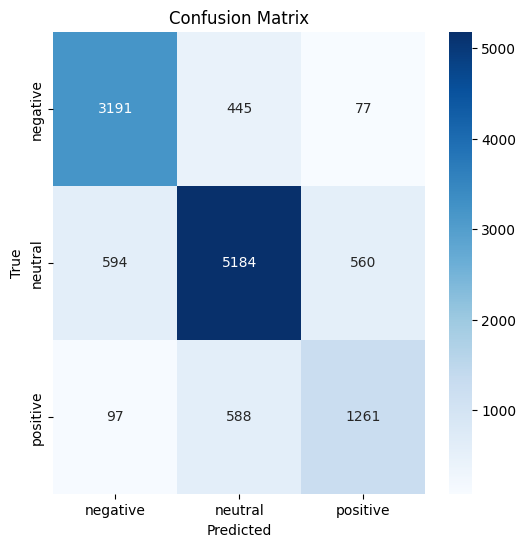 Confusion Matrix
negative 3191 445 77
neutral 594 5184 560
positive 97 588 1261
negative neutral positive
True
Predicted
5000
4000
3000
2000
1000